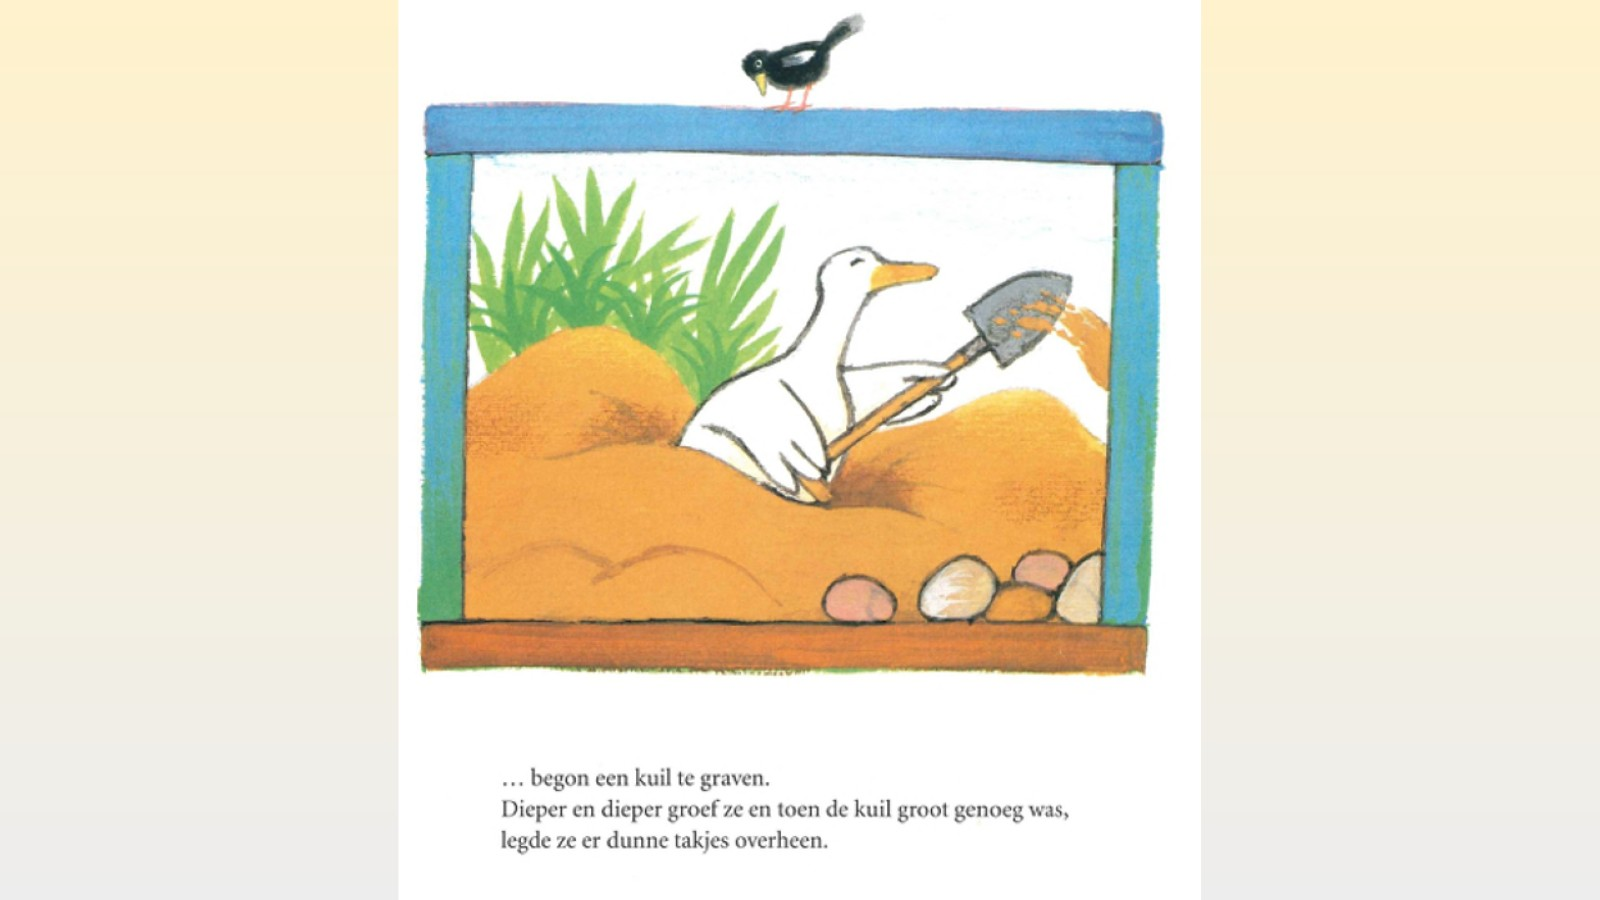 … begon een kuil te graven.
Dieper en dieper groef ze en toen de kuil groot genoeg was,
legde ze er dunne takjes overheen.